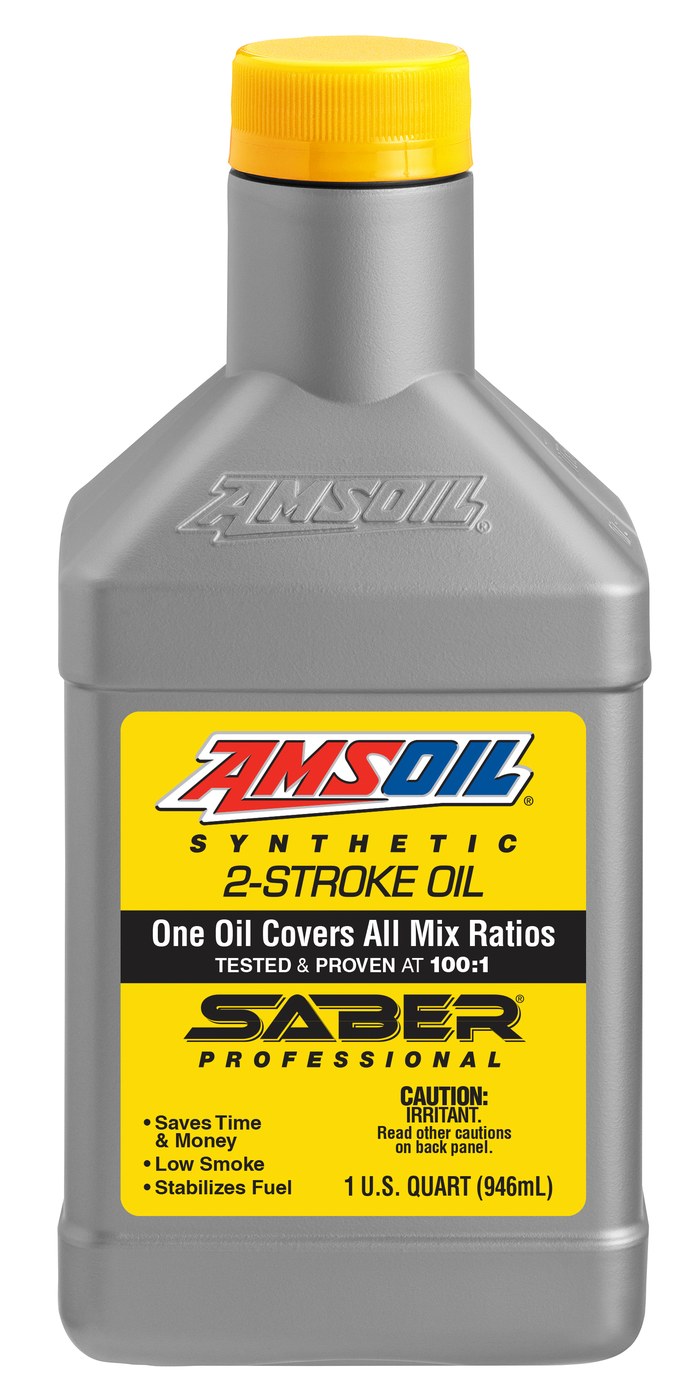 AMSOIL®
AMSOIL®
SYNTHETIC
2-STROKE OIL
One Oil Covers All Mix Ratios
TESTED & PROVEN AT 100:1
SABER®
PROFESSIONAL
• Saves Time
& Money
• Low Smoke
• Stabilizes Fuel
CAUTION:
IRRITANT.
Read other cautions
on back panel.
1 U.S. QUART (946mL)